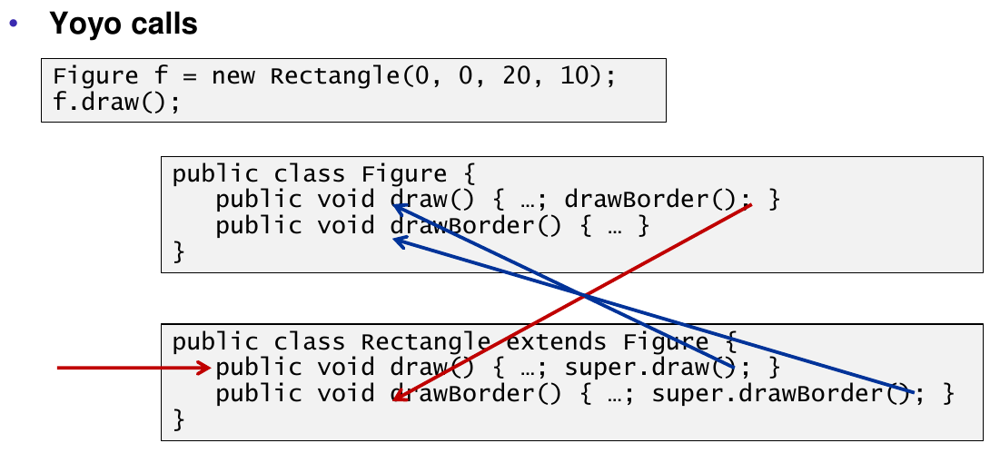 • Yoyo calls
Figure f = new Rectangle(0, 0, 20, 10);
f.draw();
public class Figure {
   public void draw() { …; drawBorder(); }
   public void drawBorder() { … }
}
public class Rectangle extends Figure {
   public void draw() { …; super.draw(); }
   public void drawBorder() { …; super.drawBorder(); }
}